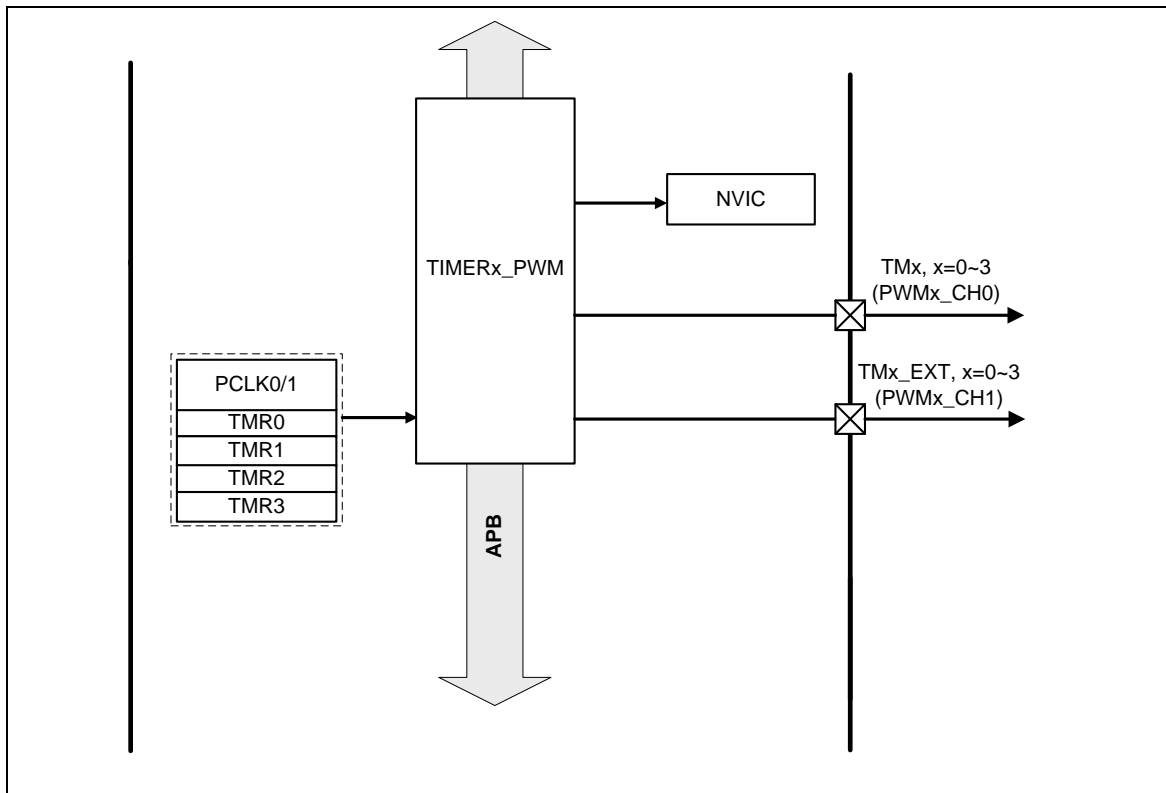 NVIC
TIMERx_PWM
TMx, x=0~3
(PWMx_CH0)
TMx_EXT, x=0~3
(PWMx_CH1)
PCLK0/1
TMR0
TMR1
TMR2
TMR3
APB